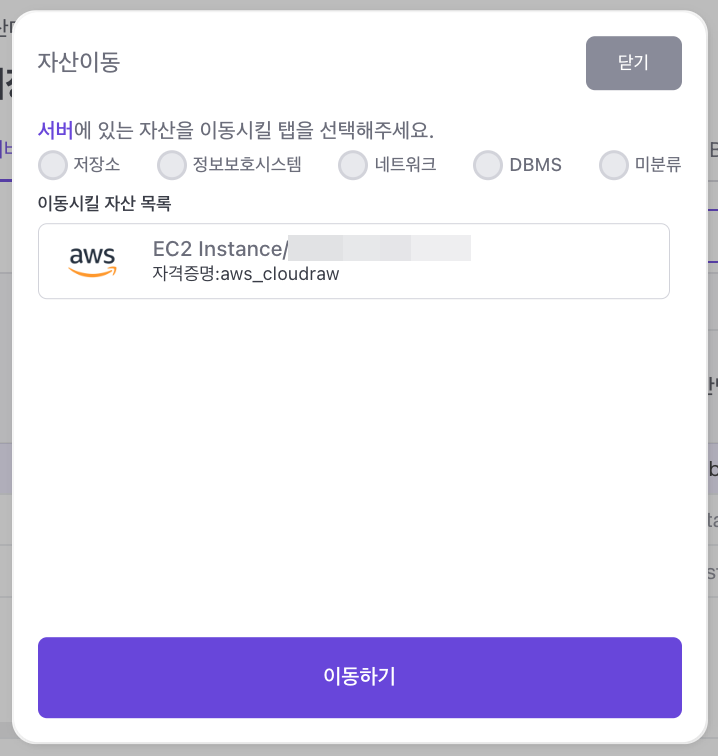 자산이동
닫기
서버에 있는 자산을 이동시킬 탭을 선택해주세요.
저장소 정보보호시스템 네트워크 DBMS 미분류
이동시킬 자산 목록
aws
EC2 Instance/
자격증명:aws_cloudraw
이동하기